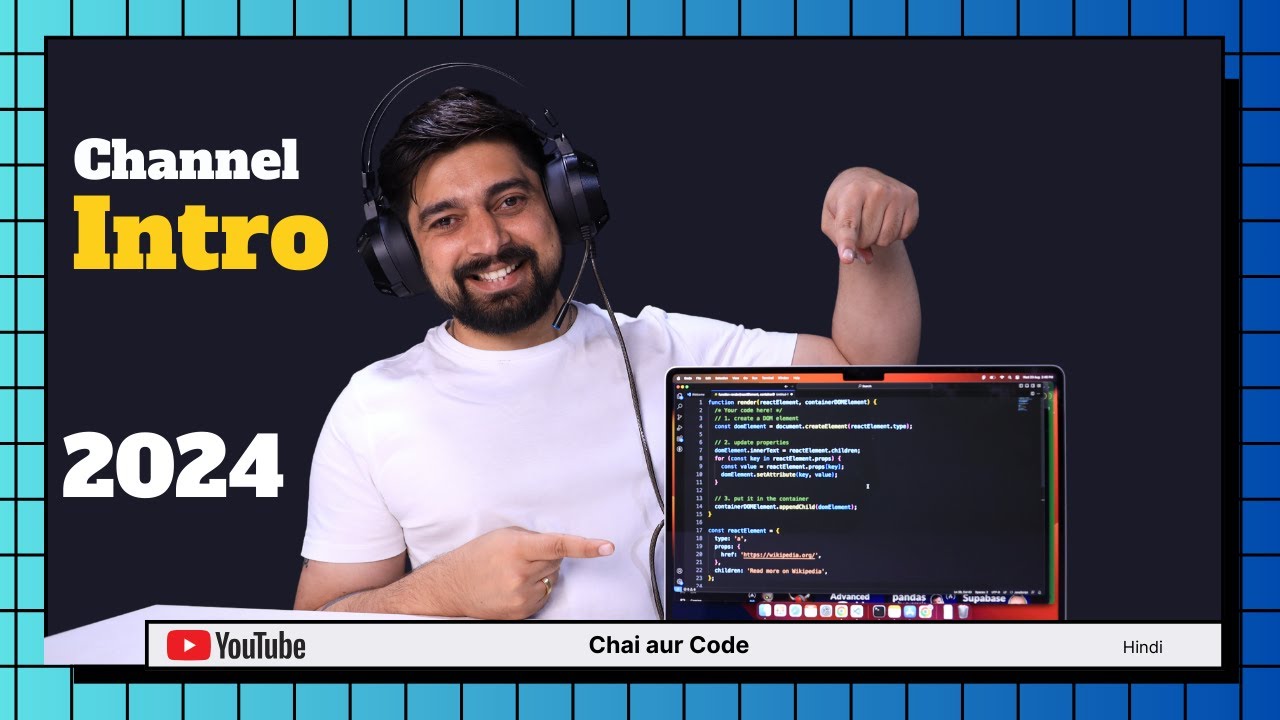 Channel
Intro
2024
function render(reactElement, containerDOMElement) {
/* Your code here! */
// 1. create a DOM element
const domElement = document.createElement(reactElement.type);
// 2. update properties
domElement.innerText = reactElement.children;
for (const key in reactElement.props) {
const value = reactElement.props[key];
domElement.setAttribute(key, value);
}
// 3. put it in the container
containerDOMElement.appendChild(domElement);
}
const reactElement = {
type: 'a',
props: {
href: 'https://wikipedia.org/',
},
children: 'Read more on Wikipedia',
};
Advanced
pandas
Supabase
YouTube
Chai aur Code
Hindi